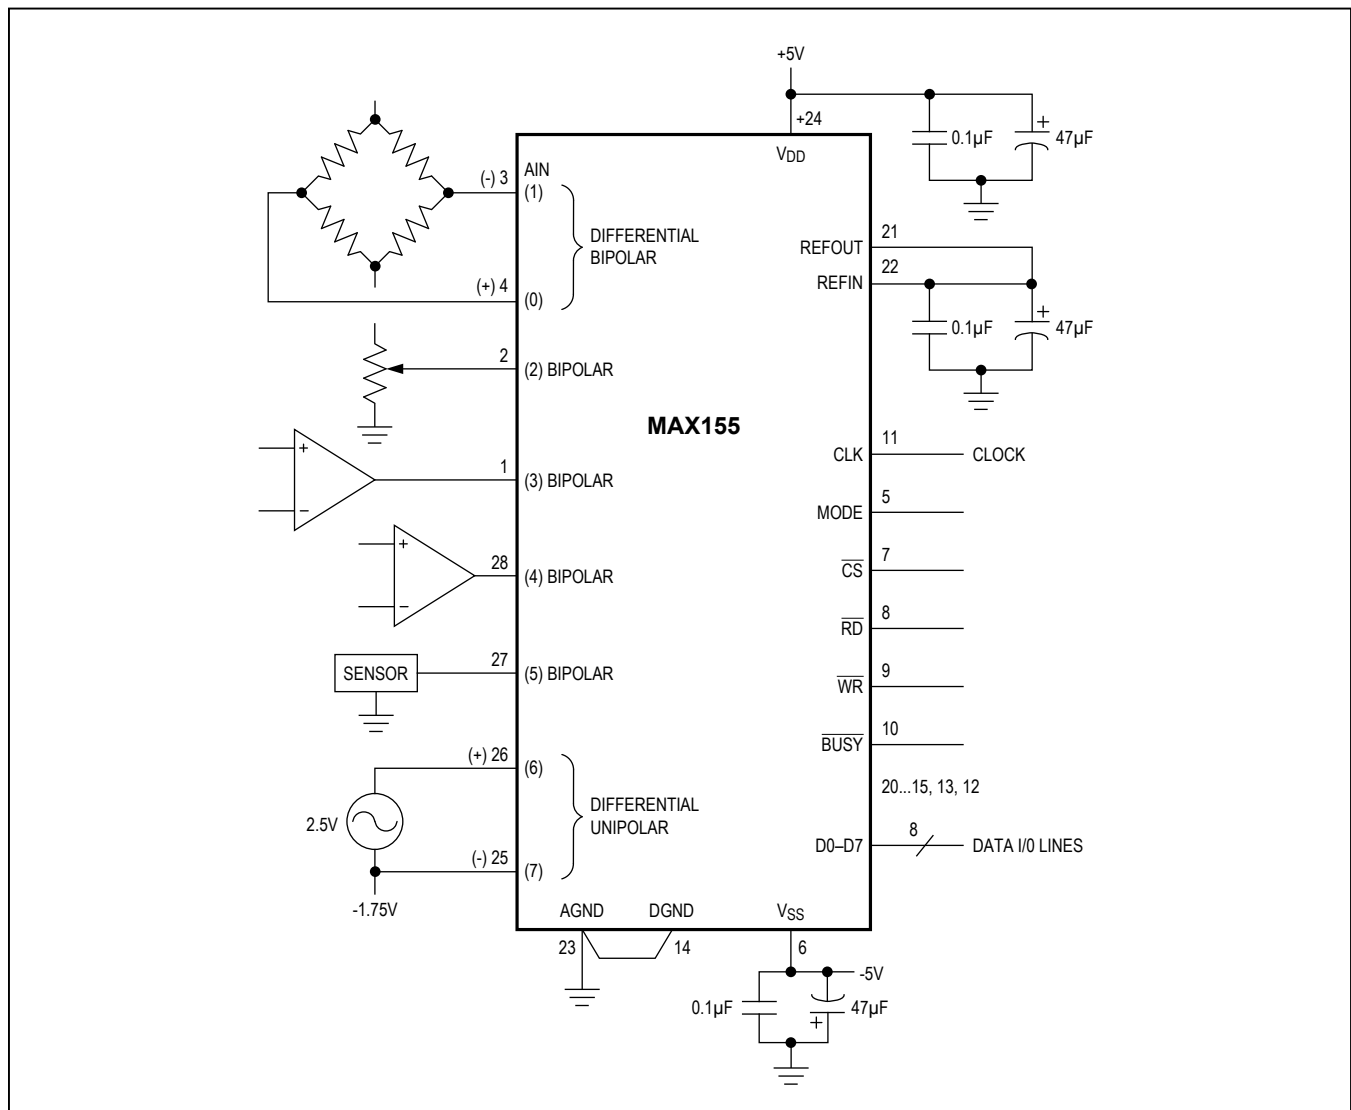 +5V
+24
0.1µF
+
47µF
VDD
AIN
(-) 3
(1)
DIFFERENTIAL
BIPOLAR
(+) 4
(0)
REFOUT
21
REFIN
22
0.1µF
+
47µF
2
(2) BIPOLAR
MAX155
+
−
1
(3) BIPOLAR
CLK
11
CLOCK
MODE
5
+
−
28
(4) BIPOLAR
CS
7
RD
8
SENSOR
27
(5) BIPOLAR
WR
9
BUSY
10
(+) 26
(6)
20...15, 13, 12
2.5V
DIFFERENTIAL
UNIPOLAR
D0–D7
8
DATA I/0 LINES
(-) 25
(7)
-1.75V
AGND
DGND
VSS
23
14
6
-5V
0.1µF
+
47µF